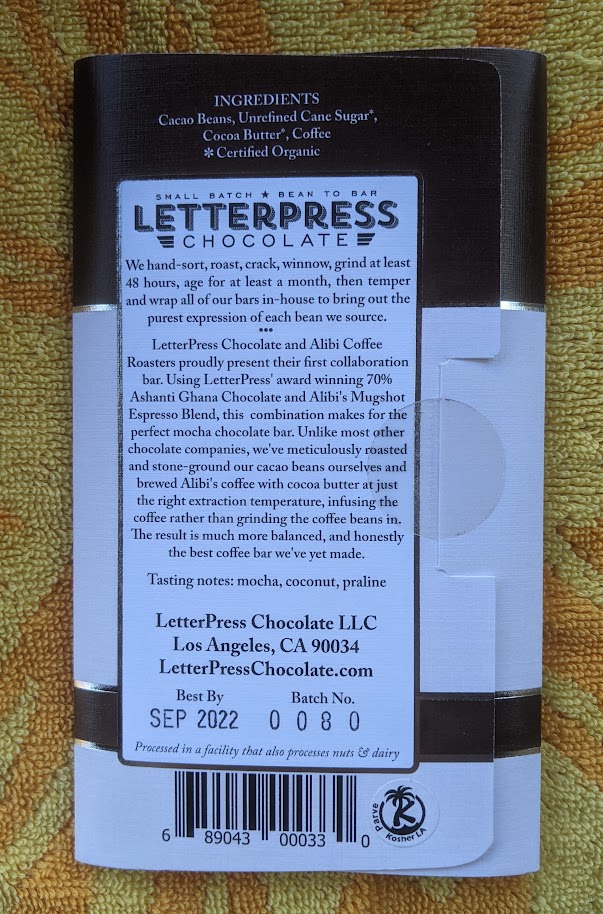 INGREDIENTS
Cacao Beans, Unrefined Cane Sugar*,
Cocoa Butter*, Coffee
* Certified Organic
SMALL BATCH ★ BEAN TO BAR
LETTERPRESS
CHOCOLATE
We hand-sort, roast, crack, winnow, grind at least
48 hours, age for at least a month, then temper
and wrap all of our bars in-house to bring out the
purest expression of each bean we source.
•••
LetterPress Chocolate and Alibi Coffee
Roasters proudly present their first collaboration
bar. Using LetterPress' award winning 70%
Ashanti Ghana Chocolate and Alibi's Mugshot
Espresso Blend, this combination makes for the
perfect mocha chocolate bar. Unlike most other
chocolate companies, we've meticulously roasted
and stone-ground our cacao beans ourselves and
brewed Alibi's coffee with cocoa butter at just
the right extraction temperature, infusing the
coffee rather than grinding the coffee beans in.
The result is much more balanced, and honestly
the best coffee bar we've yet made.
Tasting notes: mocha, coconut, praline
LetterPress Chocolate LLC
Los Angeles, CA 90034
LetterPressChocolate.com
Best By Batch No.
SEP 2022 0 0 8 0
Processed in a facility that also processes nuts & dairy
6 89043 00033 0
Parve K Kosher LA